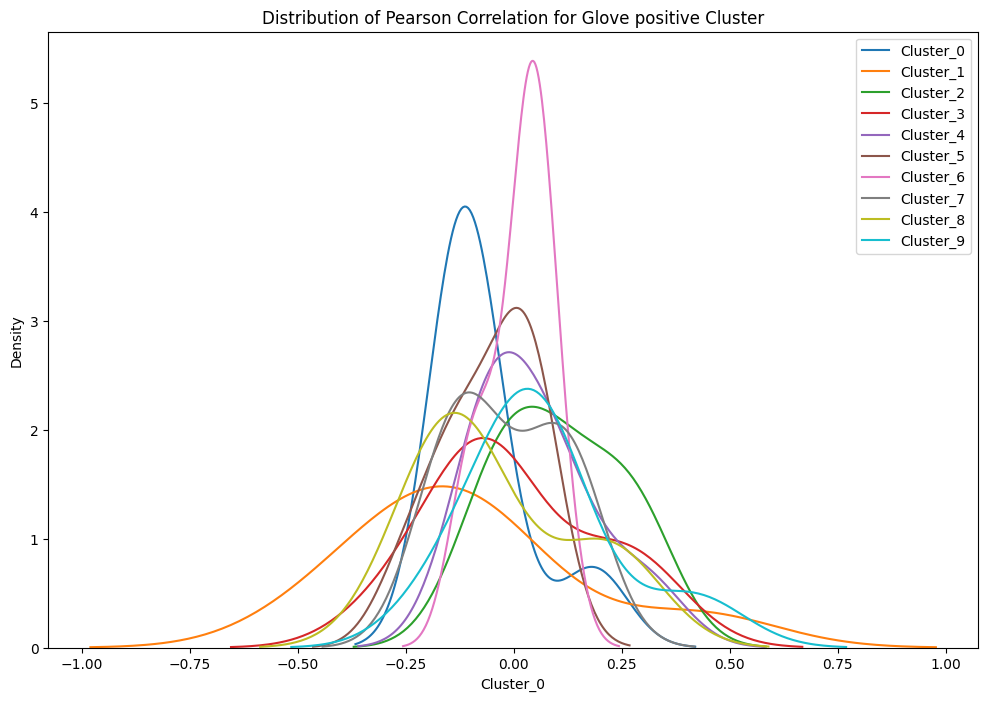 Distribution of Pearson Correlation for Glove positive Cluster
Cluster_0
Cluster_1
Cluster_2
Cluster_3
Cluster_4
Cluster_5
Cluster_6
Cluster_7
Cluster_8
Cluster_9
Density
5
4
3
2
1
0
−1.00 −0.75 −0.50 −0.25 0.00 0.25 0.50 0.75 1.00
Cluster_0